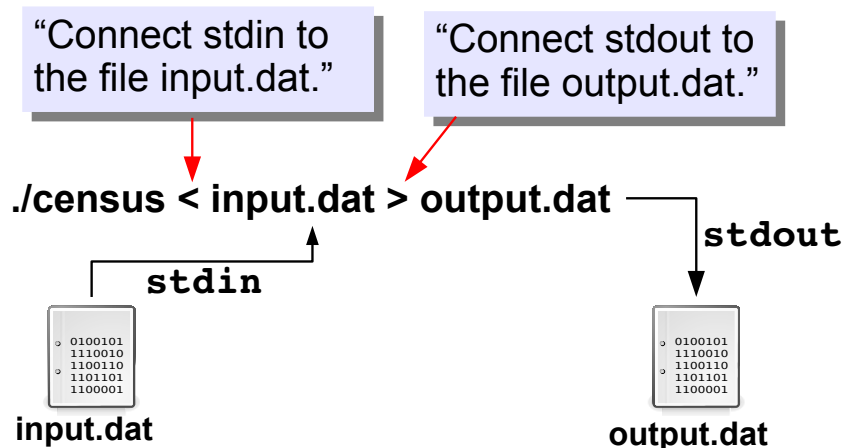 “Connect stdin to
the file input.dat.”
“Connect stdout to
the file output.dat.”
./census < input.dat > output.dat
stdout
stdin
0100101
1110010
1100110
1101101
1100001
input.dat
0100101
1110010
1100110
1101101
1100001
output.dat